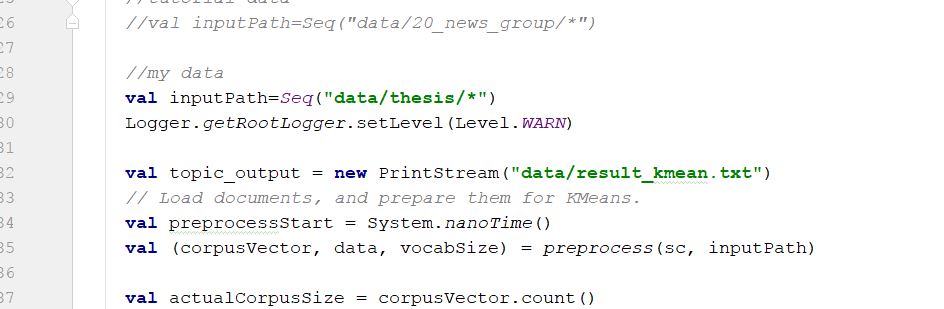 //tutorial data
26 //val inputPath=Seq("data/20_news_group/*")
27
28 //my data
29 val inputPath=Seq("data/thesis/*")
30 Logger.getRootLogger.setLevel(Level.WARN)
31
32 val topic_output = new PrintStream("data/result_kmean.txt")
33 // Load documents, and prepare them for KMeans.
34 val preprocessStart = System.nanoTime()
35 val (corpusVector, data, vocabSize) = preprocess(sc, inputPath)
36
37 val actualCorpusSize = corpusVector.count()